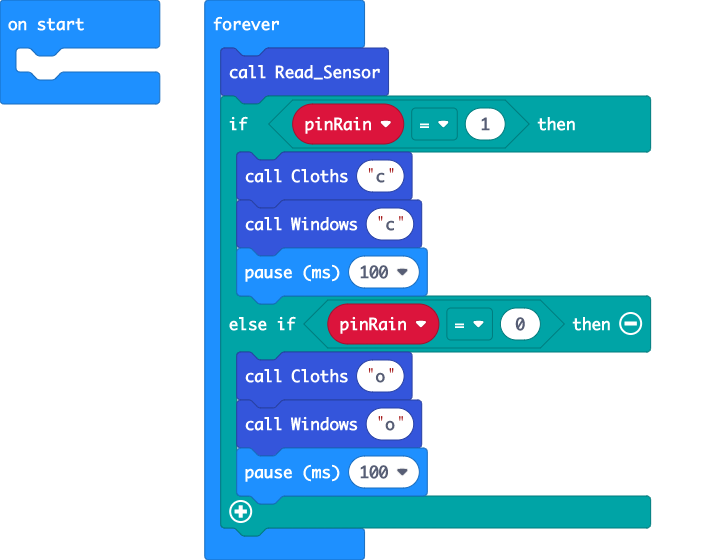 on start
forever
call Read_Sensor
if pinRain = 1 then
call Cloths "c"
call Windows "c"
pause (ms) 100
else if pinRain = 0 then
call Cloths "o"
call Windows "o"
pause (ms) 100